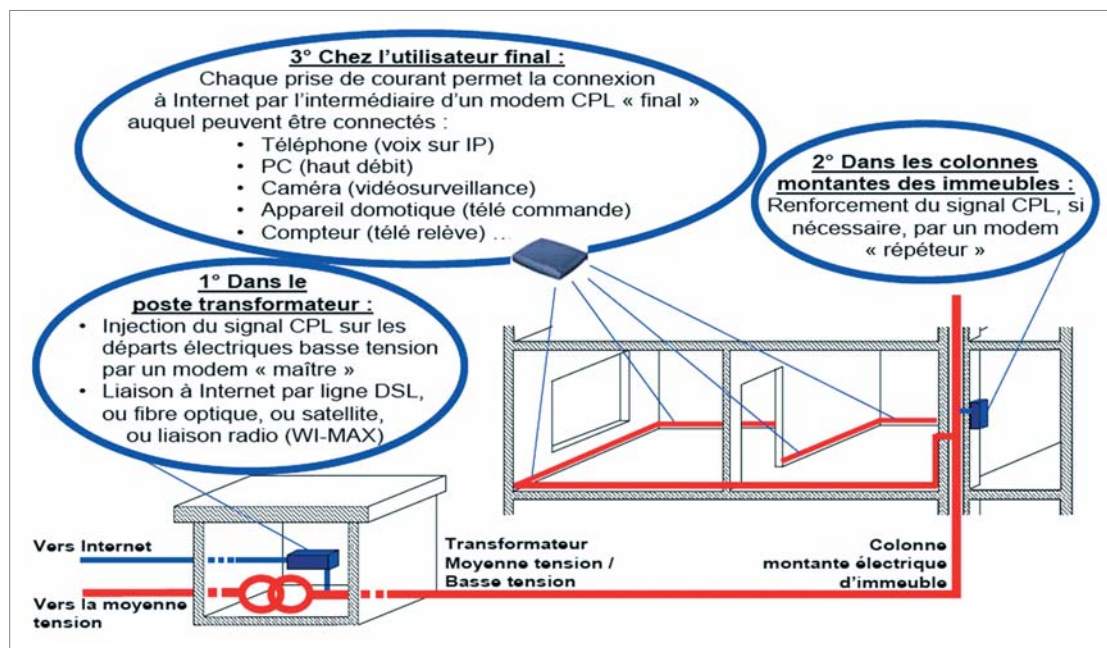 3° Chez l'utilisateur final :
Chaque prise de courant permet la connexion
à Internet par l'intermédiaire d'un modem CPL « final »
auquel peuvent être connectés :
• Téléphone (voix sur IP)
• PC (haut débit)
• Caméra (vidéosurveillance)
• Appareil domotique (télé commande)
• Compteur (télé relève) ...
2° Dans les colonnes
montantes des immeubles :
Renforcement du signal CPL, si
nécessaire, par un modem
« répéteur »
1° Dans le
poste transformateur :
• Injection du signal CPL sur les
départs électriques basse tension
par un modem « maître »
• Liaison à Internet par ligne DSL,
ou fibre optique, ou satellite,
ou liaison radio (WI-MAX)
Vers Internet
Vers la moyenne
tension
Transformateur
Moyenne tension /
Basse tension
Colonne
montante électrique
d'immeuble